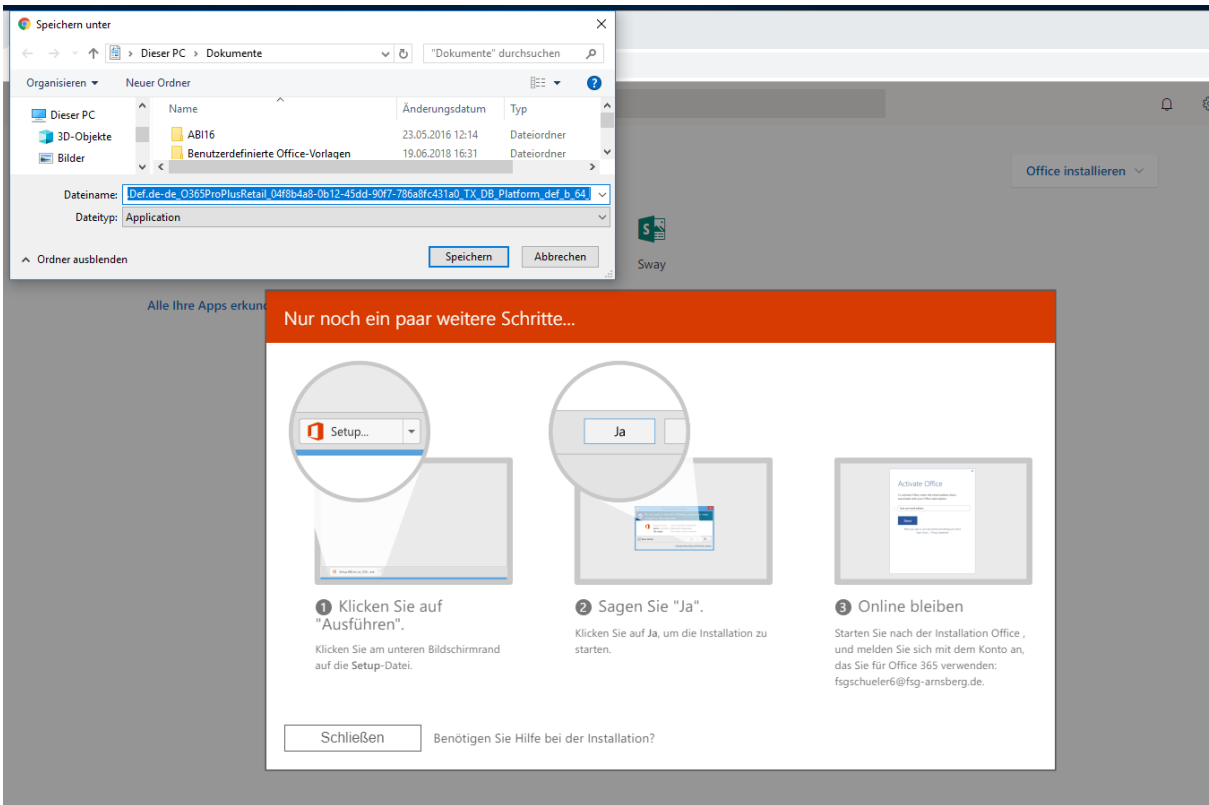 Speichern unter
Dieser PC > Dokumente
"Dokumente" durchsuchen
Organisieren
Neuer Ordner
Dieser PC
3D-Objekte
Bilder
Name Änderungsdatum Typ
ABI16 23.05.2016 12:14 Dateiordner
Benutzerdefinierte Office-Vorlagen 19.06.2018 16:31 Dateiordner
Dateiname: .Def.de-de_O365ProPlusRetail_04f8b4a8-0b12-45dd-90f7-786a8fc431a0_TX_DB_Platform_def_b_64_
Dateityp: Application
Ordner ausblenden
Speichern
Abbrechen
Office installieren
Sway
Alle Ihre Apps erkund
Nur noch ein paar weitere Schritte...
Setup...
Ja
Activate Office
1 Klicken Sie auf
"Ausführen".
Klicken Sie am unteren Bildschirmrand
auf die Setup-Datei.
2 Sagen Sie "Ja".
Klicken Sie auf Ja, um die Installation zu
starten.
3 Online bleiben
Starten Sie nach der Installation Office ,
und melden Sie sich mit dem Konto an,
das Sie für Office 365 verwenden:
fsgschueler6@fsg-arnsberg.de.
Schließen
Benötigen Sie Hilfe bei der Installation?